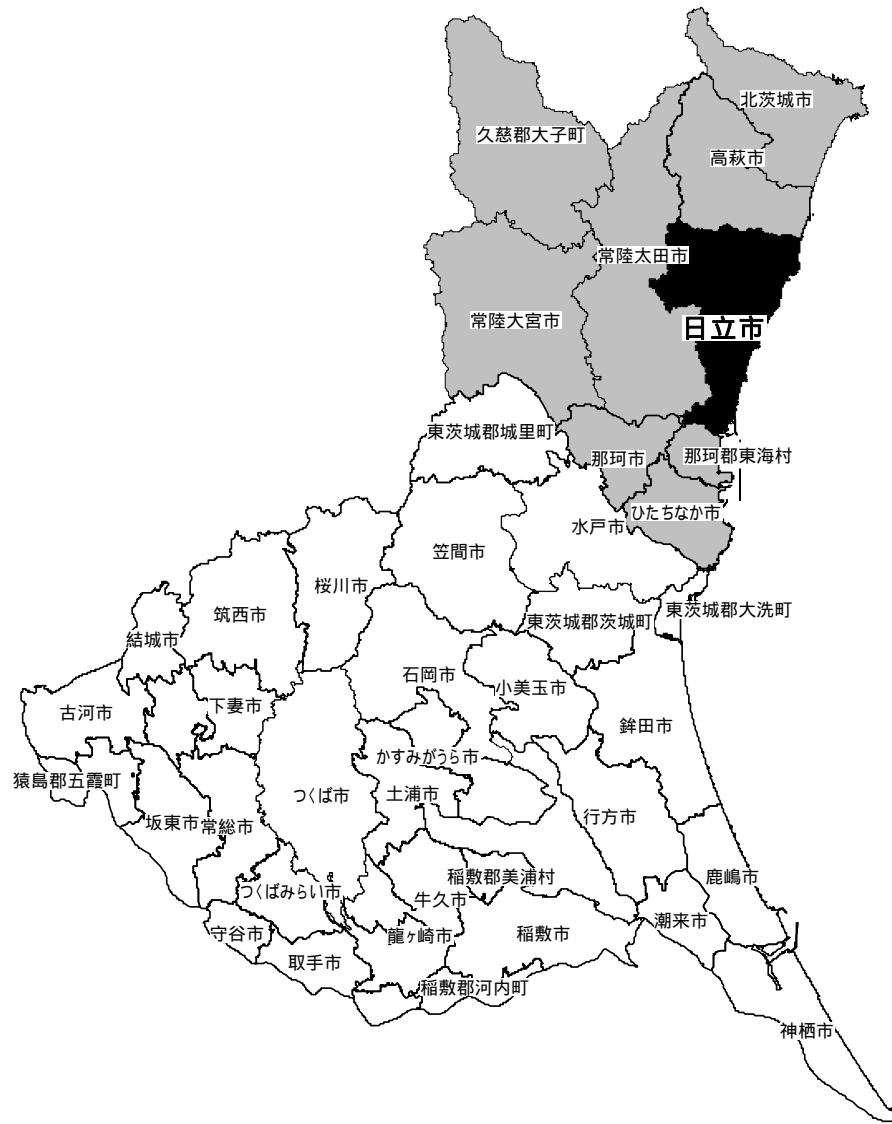 北茨城市
久慈郡大子町
高萩市
常陸太田市
常陸大宮市
日立市
東茨城郡城里町
那珂市
那珂郡東海村
ひたちなか市
水戸市
笠間市
桜川市
筑西市
東茨城郡大洗町
東茨城郡茨城町
結城市
石岡市
小美玉市
下妻市
古河市
鉾田市
かすみがうら市
猿島郡五霞町
つくば市
土浦市
行方市
坂東市
常総市
稲敷郡美浦村
鹿嶋市
つくばみらい市
牛久市
潮来市
守谷市
龍ヶ崎市
稲敷市
取手市
稲敷郡河内町
神栖市